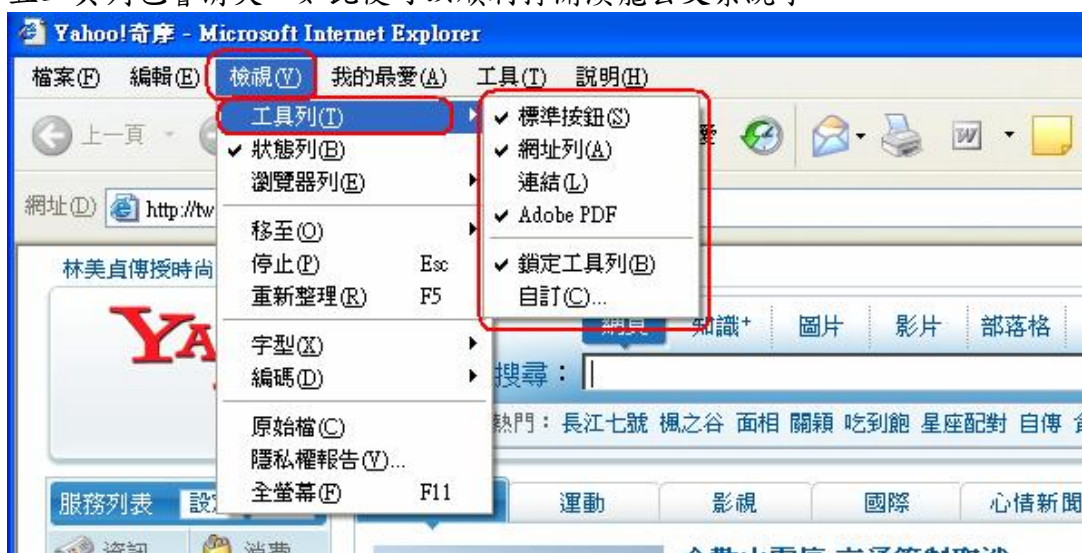 Yahoo!奇摩 - Microsoft Internet Explorer
檔案(F) 編輯(E) 檢視(V) 我的最愛(A) 工具(T) 說明(H)
工具列(T)
標準按鈕(S)
上一頁
狀態列(B)
網址列(A)
瀏覽器列(E)
連結(L)
網址(D) http://tw
Adobe PDF
移至(O)
林美貞傳授時尚
停止(P) Esc
鎖定工具列(B)
重新整理(R) F5
自訂(C)...
YA
網頁 知識+ 圖片 影片 部落格
字型(X)
編碼(D)
搜尋：
原始檔(C)
熱門：長江七號 楓之谷 面相 關穎 吃到飽 星座配對 自傳
隱私權報告(V)...
全螢幕(F) F11
服務列表
運動 影視 國際 心情新聞
資訊 消費